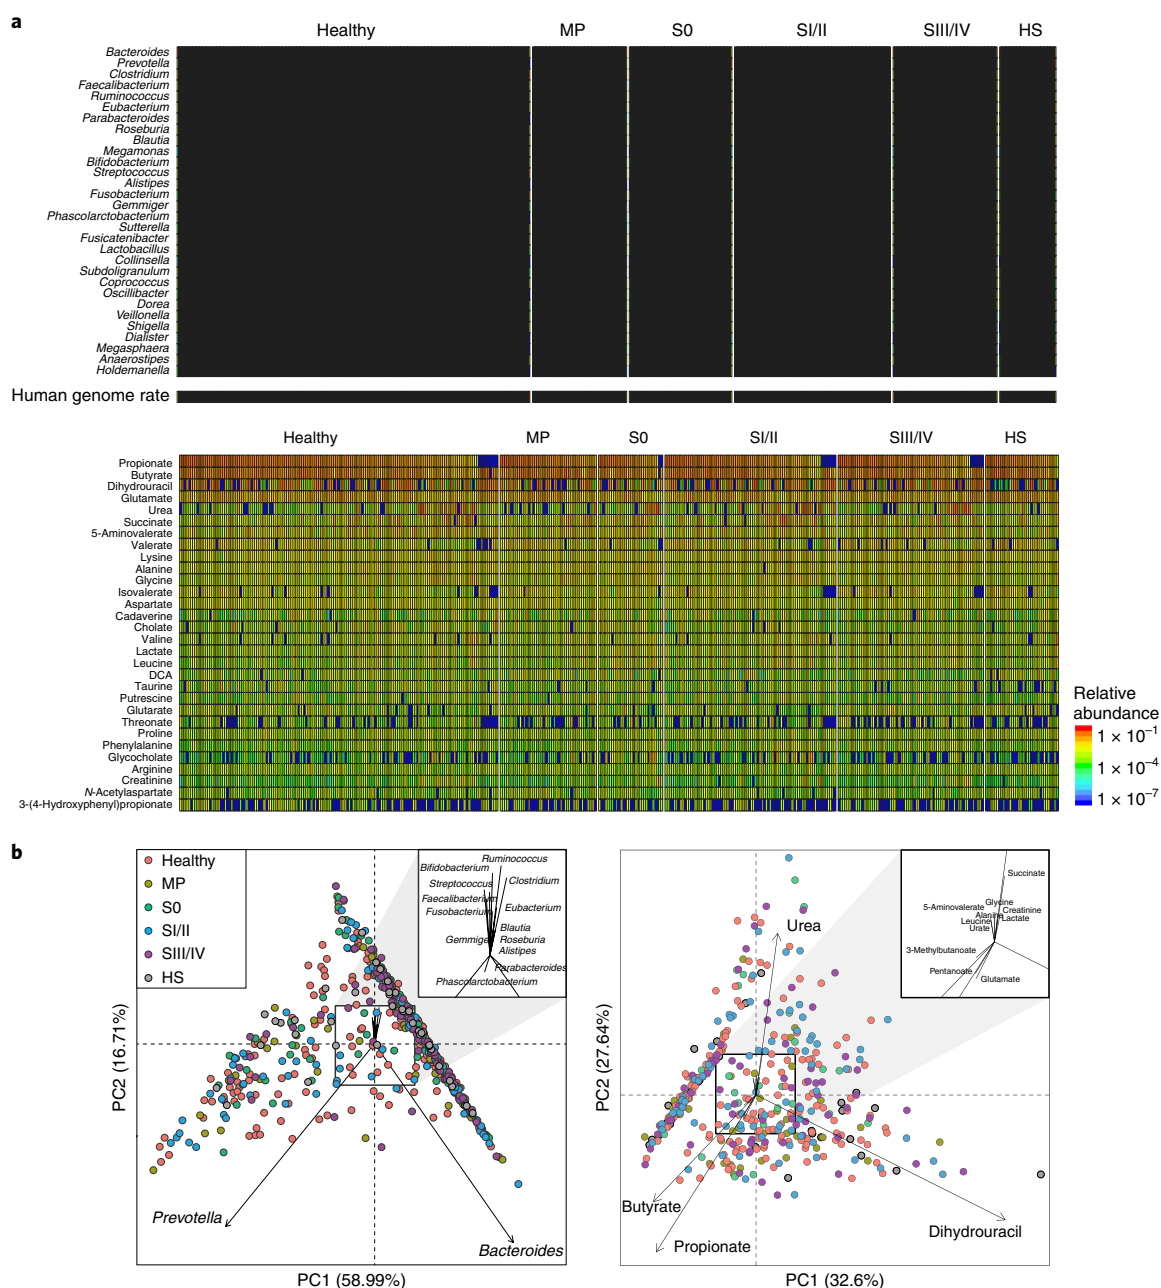 a
Healthy MP S0 SI/II SIII/IV HS
Bacteroides
Prevotella
Clostridium
Faecalibacterium
Ruminococcus
Eubacterium
Parabacteroides
Roseburia
Blautia
Megamonas
Bifidobacterium
Streptococcus
Alistipes
Fusobacterium
Gemmiger
Phascolarctobacterium
Sutterella
Fusicatenibacter
Lactobacillus
Collinsella
Subdoligranulum
Coprococcus
Oscillibacter
Dorea
Veillonella
Shigella
Dialister
Megasphaera
Anaerostipes
Holdemanella
Human genome rate
Healthy MP S0 SI/II SIII/IV HS
Propionate
Butyrate
Dihydrouracil
Glutamate
Urea
Succinate
5-Aminovalerate
Valerate
Lysine
Alanine
Glycine
Isovalerate
Aspartate
Cadaverine
Cholate
Valine
Lactate
Leucine
DCA
Taurine
Putrescine
Glutarate
Threonate
Proline
Phenylalanine
Glycocholate
Arginine
Creatinine
N-Acetylaspartate
3-(4-Hydroxyphenyl)propionate
Relative
abundance
1 × 10⁻¹
1 × 10⁻⁴
1 × 10⁻⁷
b
Healthy
MP
S0
SI/II
SIII/IV
HS
Ruminococcus
Bifidobacterium
Clostridium
Streptococcus
Faecalibacterium
Fusobacterium
Eubacterium
Blautia
Gemmiger
Roseburia
Alistipes
Parabacteroides
Phascolarctobacterium
PC2 (16.71%)
Prevotella
Bacteroides
PC1 (58.99%)
Succinate
5-Aminovalerate
Glycine
Creatinine
Alanine
Lactate
Leucine
Urate
3-Methylbutanoate
Pentanoate
Glutamate
Urea
PC2 (27.64%)
Butyrate
Propionate
Dihydrouracil
PC1 (32.6%)